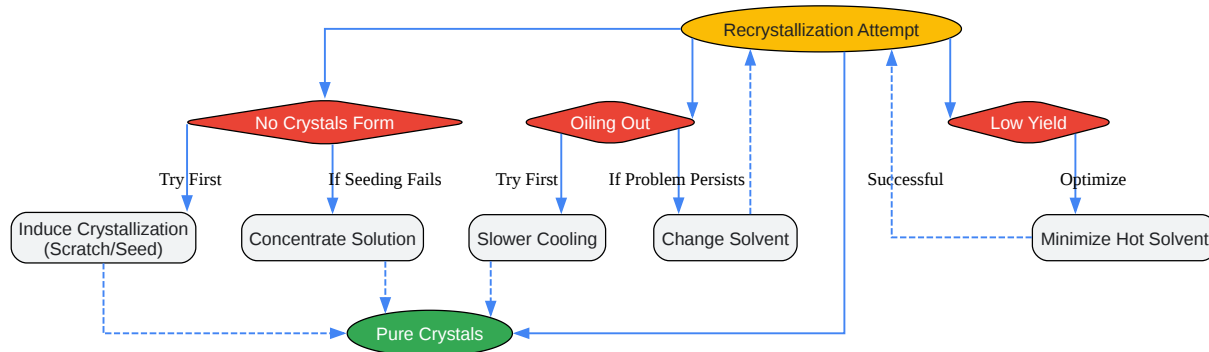 Recrystallization Attempt
No Crystals Form
Oiling Out
Low Yield
Try First
If Seeding Fails
Try First
If Problem Persists
Successful
Optimize
Induce Crystallization
(Scratch/Seed)
Concentrate Solution
Slower Cooling
Change Solvent
Minimize Hot Solvent
Pure Crystals